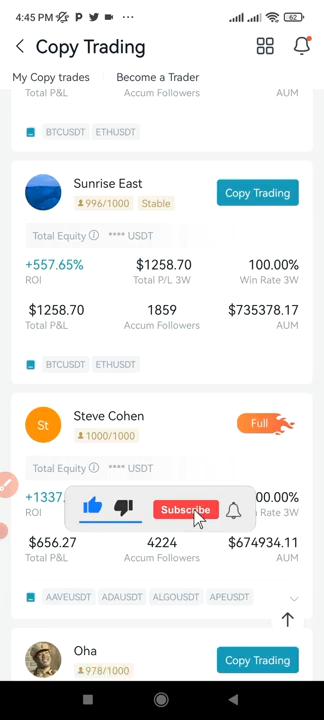 4:45 PM
62
Copy Trading
My Copy trades Become a Trader
Total P&L Accum Followers AUM
BTCUSDT ETHUSDT
Sunrise East
996/1000 Stable
Copy Trading
Total Equity **** USDT
+557.65% $1258.70 100.00%
ROI Total P/L 3W Win Rate 3W
$1258.70 1859 $735378.17
Total P&L Accum Followers AUM
BTCUSDT ETHUSDT
St
Steve Cohen
1000/1000
Full
Total Equity **** USDT
+1337. 00.00%
ROI Rate 3W
Subscribe
$656.27 4224 $674934.11
Total P&L Accum Followers AUM
AAVEUSDT ADAUSDT ALGOUSDT APEUSDT
Oha
978/1000
Copy Trading